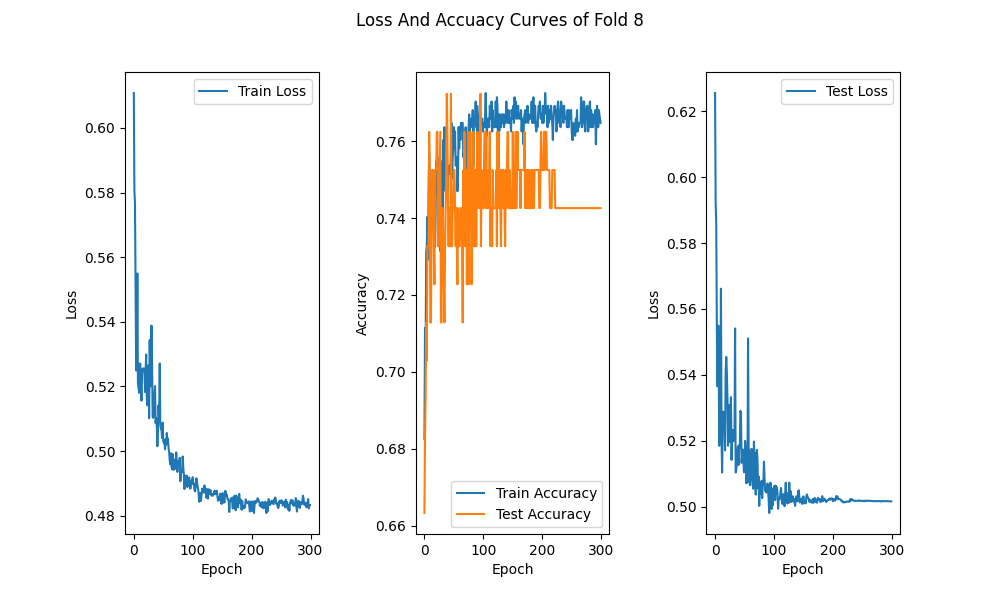 Loss And Accuacy Curves of Fold 8
Train Loss
0.60
0.58
0.56
0.54
0.52
0.50
0.48
Loss
0 100 200 300
Epoch
0.76
0.74
0.72
0.70
0.68
0.66
Accuracy
Train Accuracy
Test Accuracy
0 100 200 300
Epoch
Test Loss
0.62
0.60
0.58
0.56
0.54
0.52
0.50
Loss
0 100 200 300
Epoch